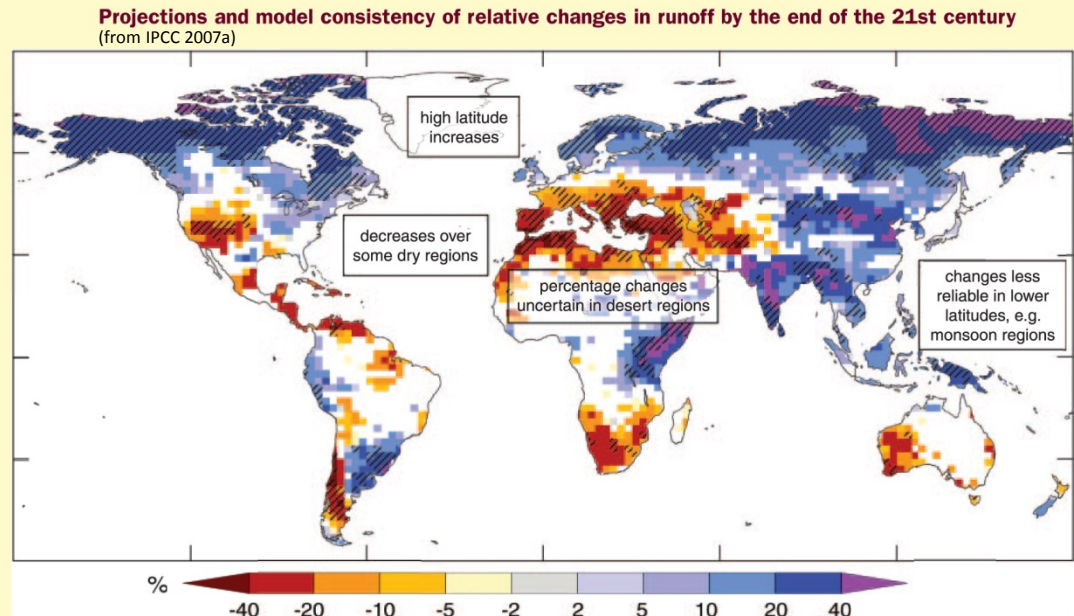 Projections and model consistency of relative changes in runoff by the end of the 21st century
(from IPCC 2007a)
high latitude
increases
decreases over
some dry regions
percentage changes
uncertain in desert regions
changes less
reliable in lower
latitudes, e.g.
monsoon regions
%
-40 -20 -10 -5 -2 2 5 10 20 40